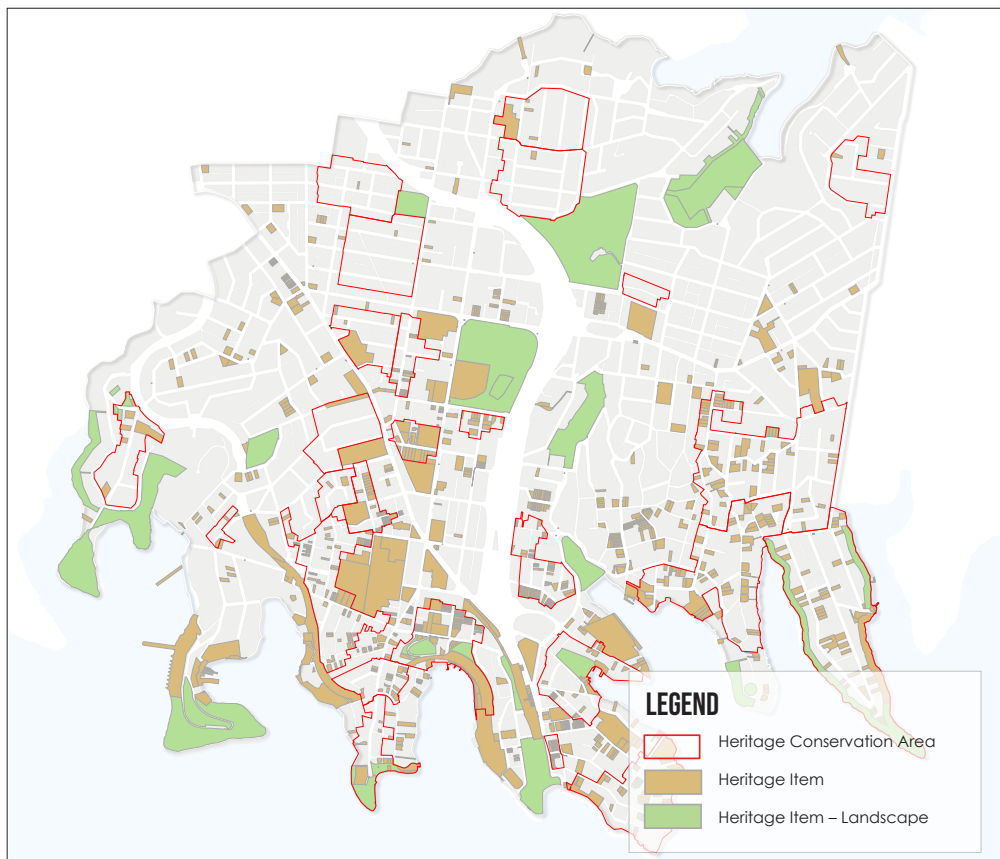 LEGEND
Heritage Conservation Area
Heritage Item
Heritage Item – Landscape